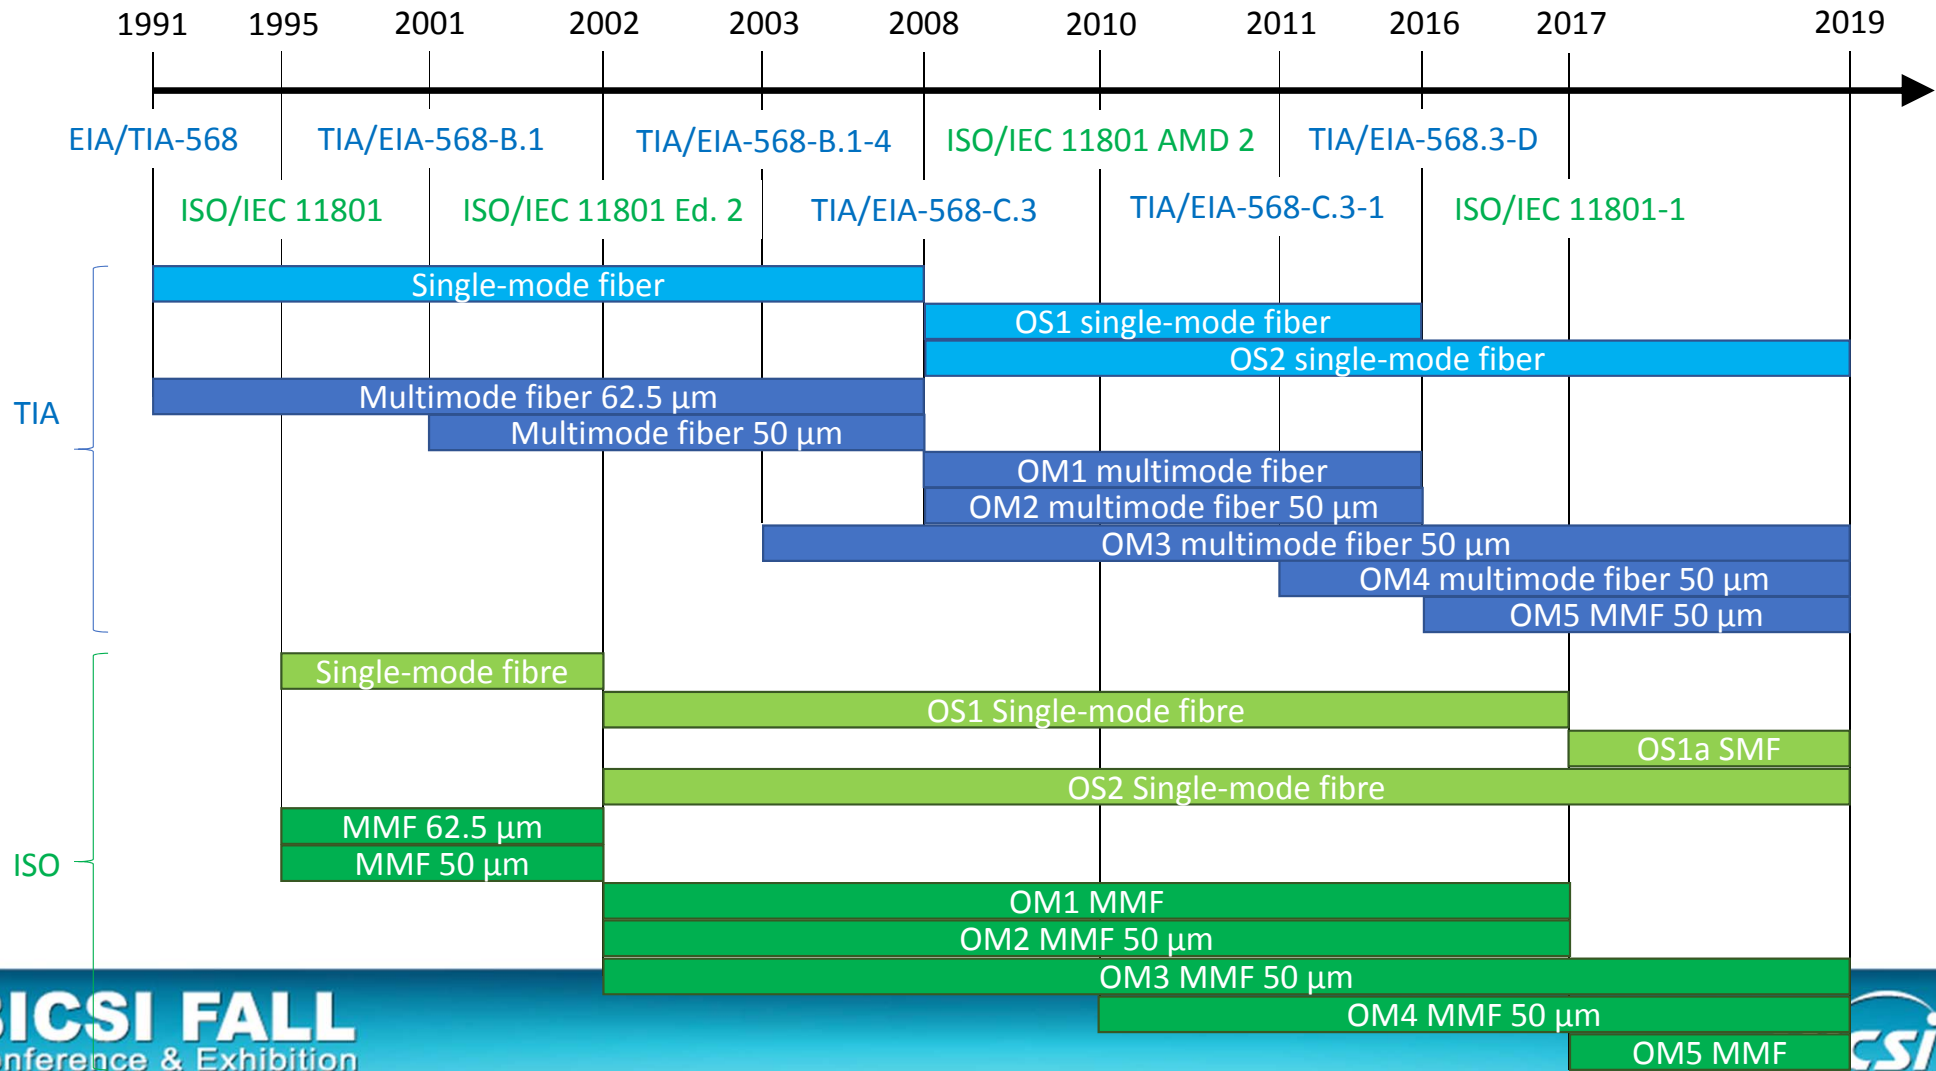 1991 1995 2001 2002 2003 2008 2010 2011 2016 2017 2019
EIA/TIA-568 TIA/EIA-568-B.1 TIA/EIA-568-B.1-4 ISO/IEC 11801 AMD 2 TIA/EIA-568.3-D
ISO/IEC 11801 ISO/IEC 11801 Ed. 2 TIA/EIA-568-C.3 TIA/EIA-568-C.3-1 ISO/IEC 11801-1
Single-mode fiber
OS1 single-mode fiber
OS2 single-mode fiber
Multimode fiber 62.5 µm
TIA
Multimode fiber 50 µm
OM1 multimode fiber
OM2 multimode fiber 50 µm
OM3 multimode fiber 50 µm
OM4 multimode fiber 50 µm
OM5 MMF 50 µm
Single-mode fibre
OS1 Single-mode fibre
OS1a SMF
OS2 Single-mode fibre
MMF 62.5 µm
MMF 50 µm
ISO
OM1 MMF
OM2 MMF 50 µm
OM3 MMF 50 µm
OM4 MMF 50 µm
OM5 MMF
ICSI FALL
nference & Exhibition
csi